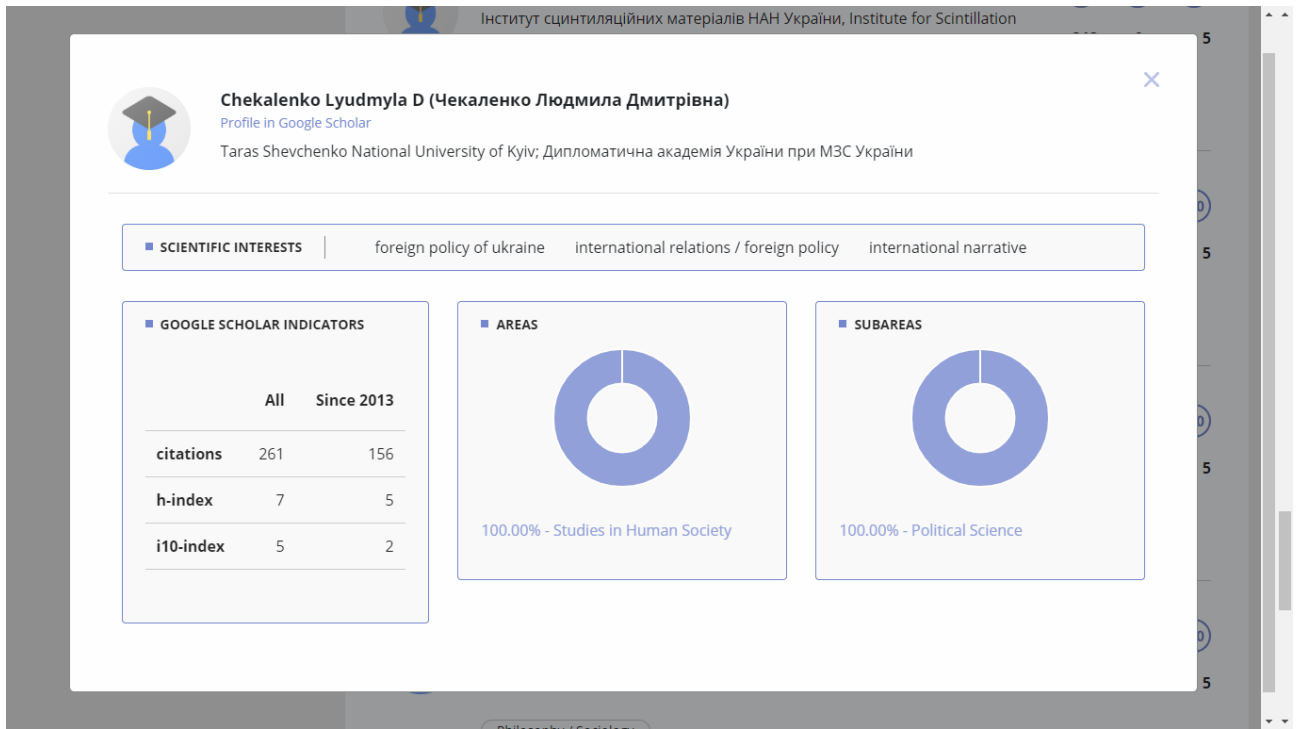 Інститут сцинтиляційних матеріалів НАН України, Institute for Scintillation
5
Chekalenko Lyudmyla D (Чекаленко Людмила Дмитрівна)
Profile in Google Scholar
Taras Shevchenko National University of Kyiv; Дипломатична академія України при МЗС України
SCIENTIFIC INTERESTS foreign policy of ukraine international relations / foreign policy international narrative
5
GOOGLE SCHOLAR INDICATORS
All Since 2013
citations 261 156
h-index 7 5
i10-index 5 2
AREAS
100.00% - Studies in Human Society
SUBAREAS
100.00% - Political Science
5
5
Philosophy / Sociology